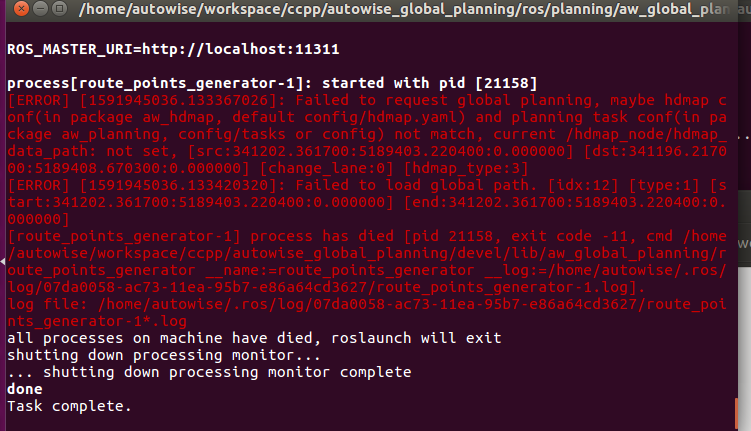 /home/autowise/workspace/ccpp/autowise_global_planning/ros/planning/aw_global_plan
ROS_MASTER_URI=http://localhost:11311
process[route_points_generator-1]: started with pid [21158]
[ERROR] [1591945036.133367026]: Failed to request global planning, maybe hdmap c
onf(in package aw_hdmap, default config/hdmap.yaml) and planning task conf(in pa
ckage aw_planning, config/tasks or config) not match, current /hdmap_node/hdmap_
data_path: not set, [src:341202.361700:5189403.220400:0.000000] [dst:341196.2170
00:5189408.670300:0.000000] [change_lane:0] [hdmap_type:3]
[ERROR] [1591945036.133420320]: Failed to load global path. [idx:12] [type:1] [s
tart:341202.361700:5189403.220400:0.000000] [end:341202.361700:5189403.220400:0.
000000]
[route_points_generator-1] process has died [pid 21158, exit code -11, cmd /home
/autowise/workspace/ccpp/autowise_global_planning/devel/lib/aw_global_planning/r
oute_points_generator __name:=route_points_generator __log:=/home/autowise/.ros/
log/07da0058-ac73-11ea-95b7-e86a64cd3627/route_points_generator-1.log].
log file: /home/autowise/.ros/log/07da0058-ac73-11ea-95b7-e86a64cd3627/route_poi
nts_generator-1*.log
all processes on machine have died, roslaunch will exit
shutting down processing monitor...
... shutting down processing monitor complete
done
Task complete.